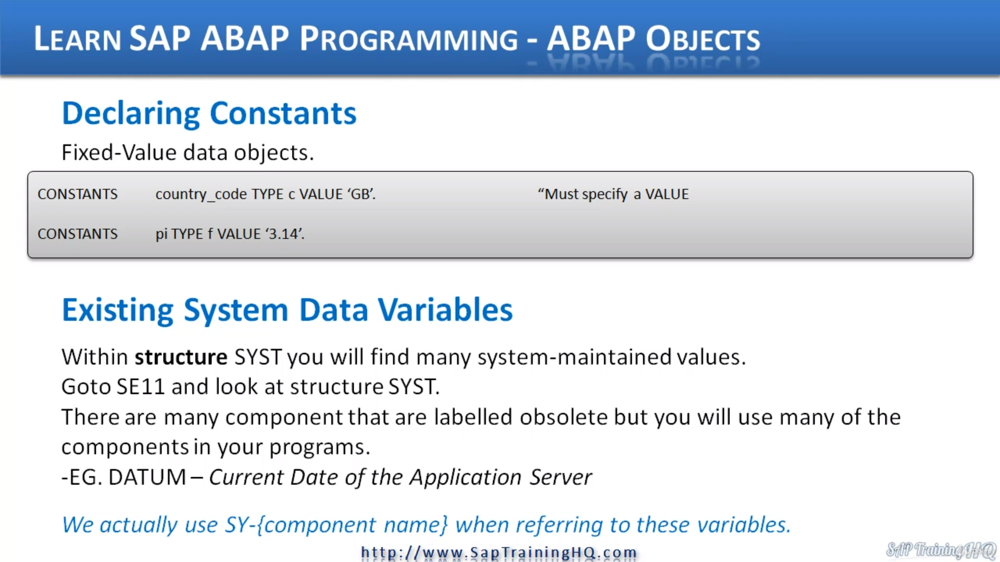 LEARN SAP ABAP PROGRAMMING - ABAP OBJECTS
Declaring Constants
Fixed-Value data objects.
CONSTANTS country_code TYPE c VALUE ‘GB’. “Must specify a VALUE
CONSTANTS pi TYPE f VALUE ‘3.14’.
Existing System Data Variables
Within structure SYST you will find many system-maintained values.
Goto SE11 and look at structure SYST.
There are many component that are labelled obsolete but you will use many of the
components in your programs.
-EG. DATUM – Current Date of the Application Server
We actually use SY-{component name} when referring to these variables.
http://www.SapTrainingHQ.com
SAP TrainingHQ